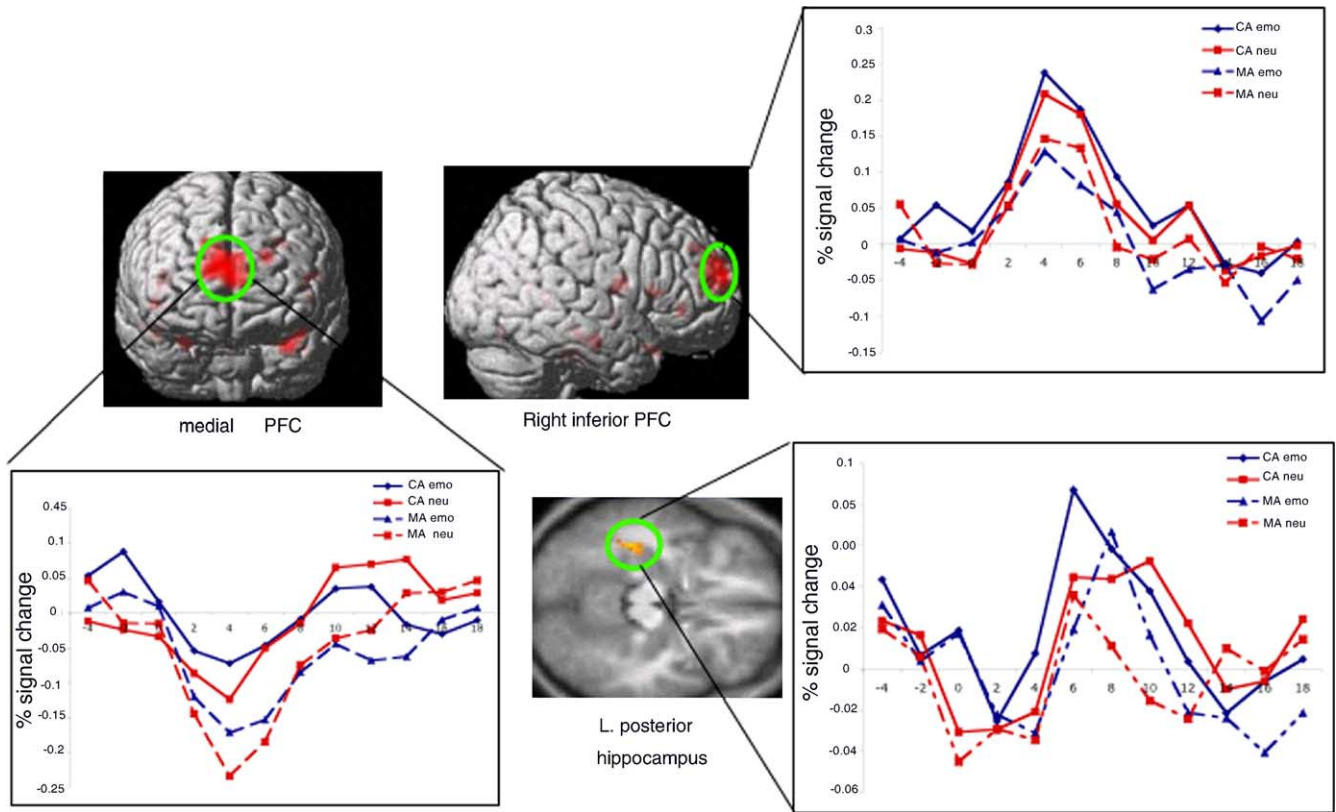 0.3
0.25
0.2
0.15
0.1
0.05
0
-0.05
-0.1
-0.15
% signal change
-4 2 4 6 8 10 12 14 16 18
CA emo
CA neu
MA emo
MA neu
medial PFC
Right inferior PFC
0.45
0.1
0.05
0
-0.05
-0.1
-0.15
-0.2
-0.25
% signal change
-4 2 4 6 8 10 12 14 18 18
CA emo
CA neu
MA emo
MA neu
L. posterior
hippocampus
0.1
0.05
0.00
0.04
0.02
0
-0.02
-0.04
-0.06
% signal change
-4 -2 0 2 4 6 8 10 12 14 16 18
CA emo
CA neu
MA emo
MA neu